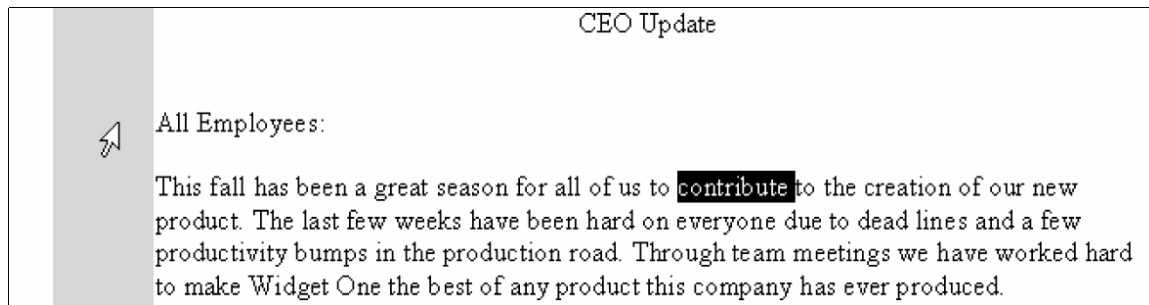 CEO Update
All Employees:
This fall has been a great season for all of us to contribute to the creation of our new
product. The last few weeks have been hard on everyone due to dead lines and a few
productivity bumps in the production road. Through team meetings we have worked hard
to make Widget One the best of any product this company has ever produced.